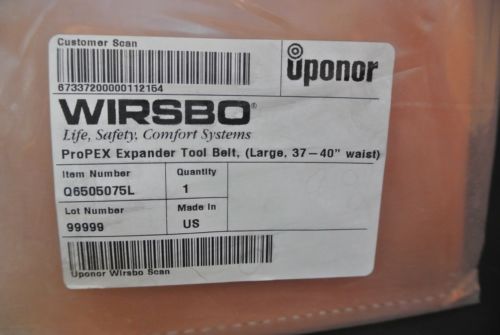 Customer Scan
67337200000112154
uponor
WIRSBO®
Life, Safety, Comfort Systems
ProPEX Expander Tool Belt, (Large, 37-40" waist)
Item Number
Quantity
Q6505075L
1
Lot Number
Made In
99999
US
Uponor Wirsbo Scan